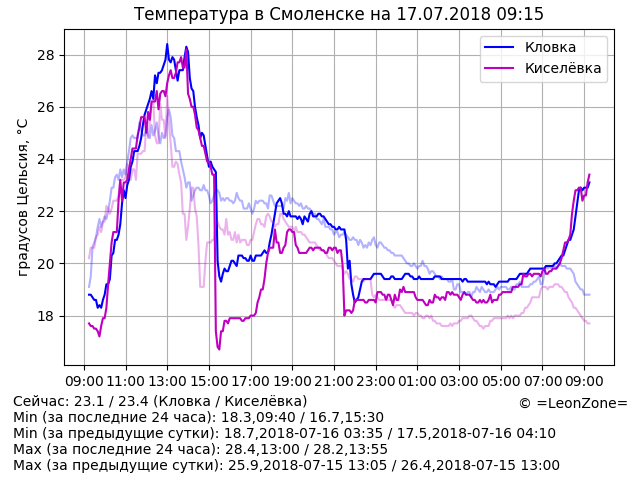 Температура в Смоленске на 17.07.2018 09:15
Кловка
Киселёвка
градусов Цельсия, °C
28
26
24
22
20
18
09:00 11:00 13:00 15:00 17:00 19:00 21:00 23:00 01:00 03:00 05:00 07:00 09:00
Сейчас: 23.1 / 23.4 (Кловка / Киселёвка)
© =LeonZone=
Min (за последние 24 часа): 18.3,09:40 / 16.7,15:30
Min (за предыдущие сутки): 18.7,2018-07-16 03:35 / 17.5,2018-07-16 04:10
Max (за последние 24 часа): 28.4,13:00 / 28.2,13:55
Max (за предыдущие сутки): 25.9,2018-07-15 13:05 / 26.4,2018-07-15 13:00